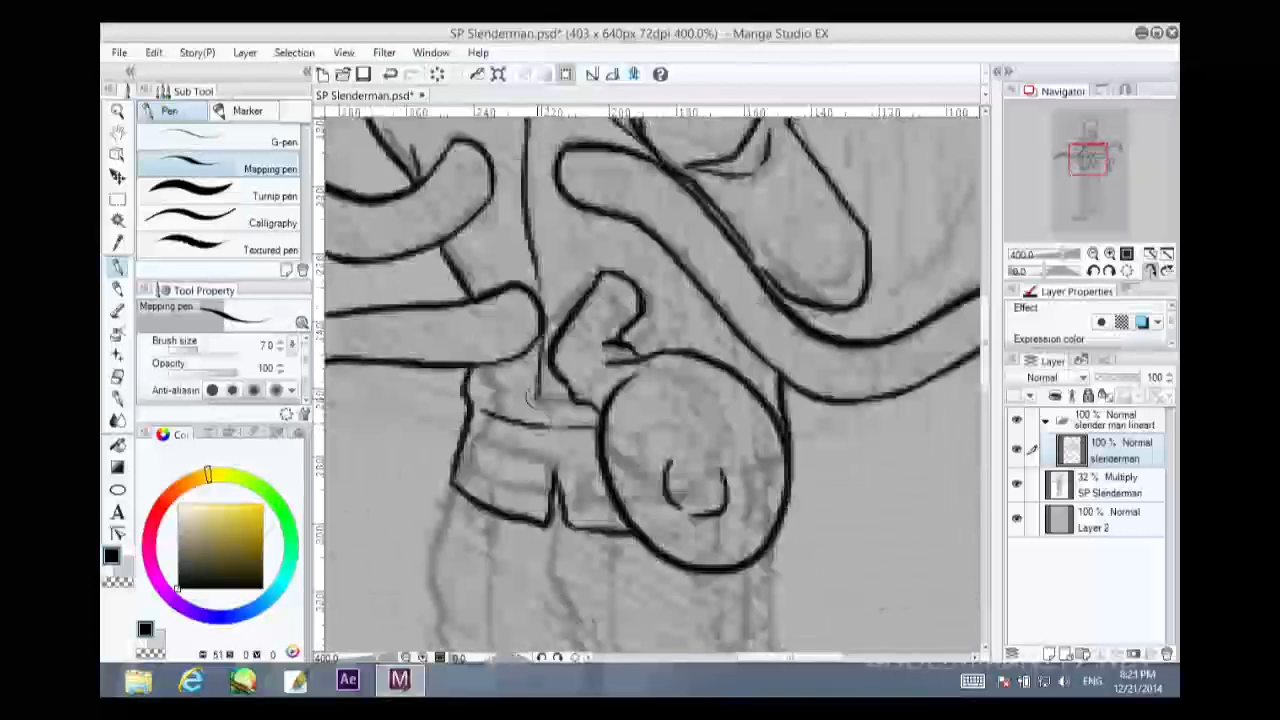 SP Slenderman.psd* (403 x 640px 72dpi 400.0%) - Manga Studio EX
File Edit Story(P) Layer Selection View Filter Window Help
Sub Tool
SP Slenderman.psd*
Navigator
Pen Marker
G-pen
Mapping pen
Turnip pen
Calligraphy
Textured pen
Tool Property
Mapping pen
Brush size 7.0
Opacity 100
Anti-aliasin
400.0
0.0
Layer Properties
Effect
Expression color
Layer
Normal 100
100 % Normal
slender man lineart
100 % Normal
slenderman
32 % Multiply
SP Slenderman
100 % Normal
Layer 2
Co
51 0 0
400.0 0.0
Ae M
ENG
8:21 PM
12/21/2014